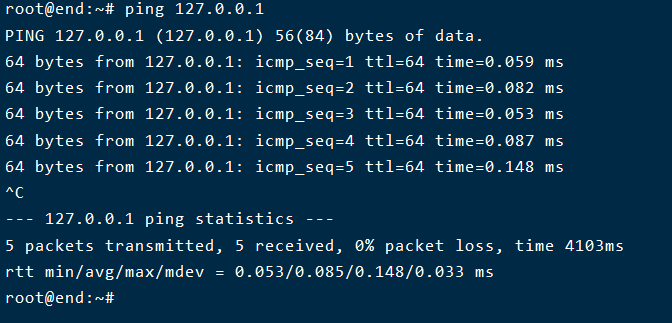 root@end:~# ping 127.0.0.1
PING 127.0.0.1 (127.0.0.1) 56(84) bytes of data.
64 bytes from 127.0.0.1: icmp_seq=1 ttl=64 time=0.059 ms
64 bytes from 127.0.0.1: icmp_seq=2 ttl=64 time=0.082 ms
64 bytes from 127.0.0.1: icmp_seq=3 ttl=64 time=0.053 ms
64 bytes from 127.0.0.1: icmp_seq=4 ttl=64 time=0.087 ms
64 bytes from 127.0.0.1: icmp_seq=5 ttl=64 time=0.148 ms
^C
--- 127.0.0.1 ping statistics ---
5 packets transmitted, 5 received, 0% packet loss, time 4103ms
rtt min/avg/max/mdev = 0.053/0.085/0.148/0.033 ms
root@end:~#